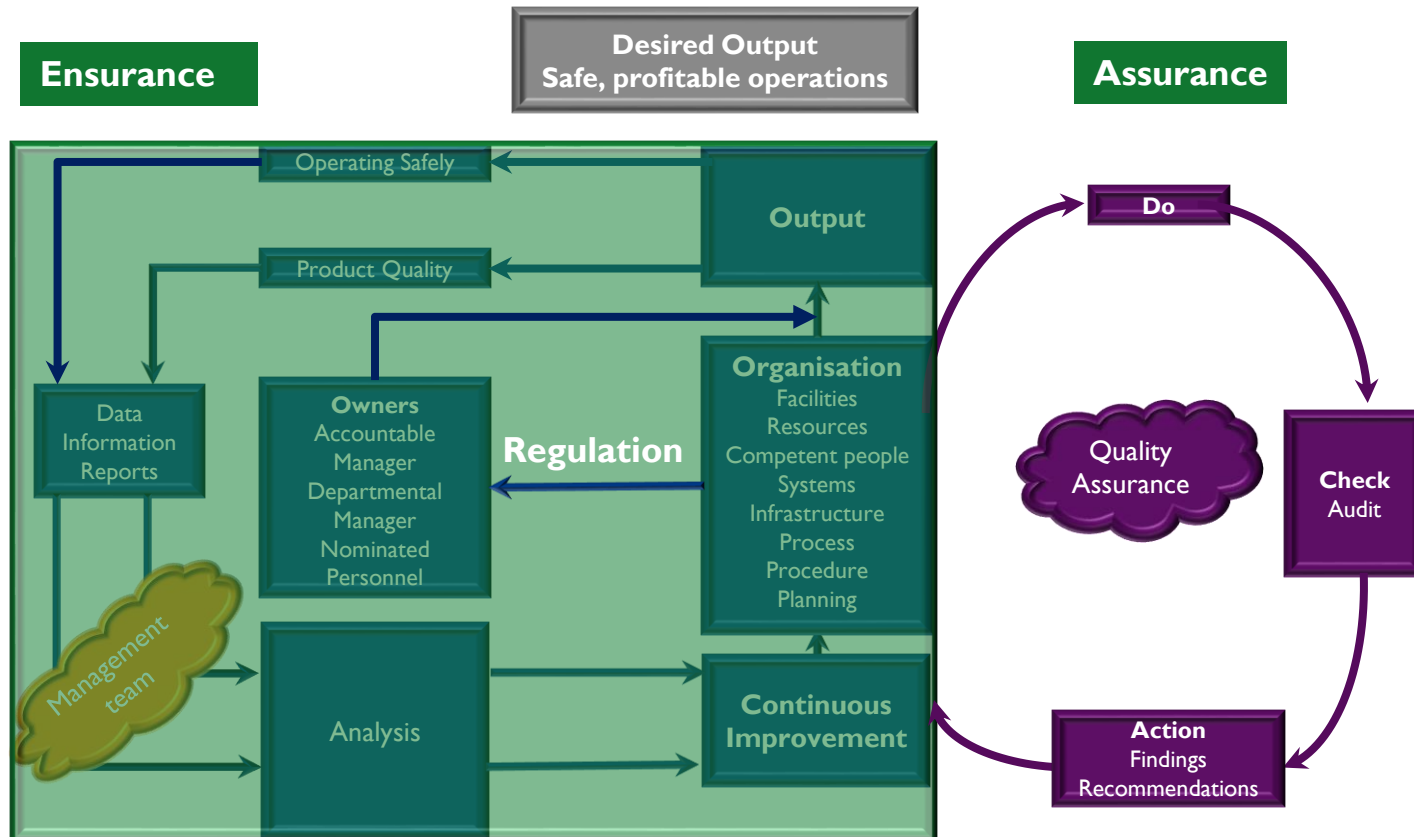 Ensurance
Desired Output
Safe, profitable operations
Assurance
Operating Safely
Output
Product Quality
Do
Data
Information
Reports
Owners
Accountable
Manager
Departmental
Manager
Nominated
Personnel
Regulation
Organisation
Facilities
Resources
Competent people
Systems
Infrastructure
Process
Procedure
Planning
Quality
Assurance
Check
Audit
Management
team
Analysis
Continuous
Improvement
Action
Findings
Recommendations